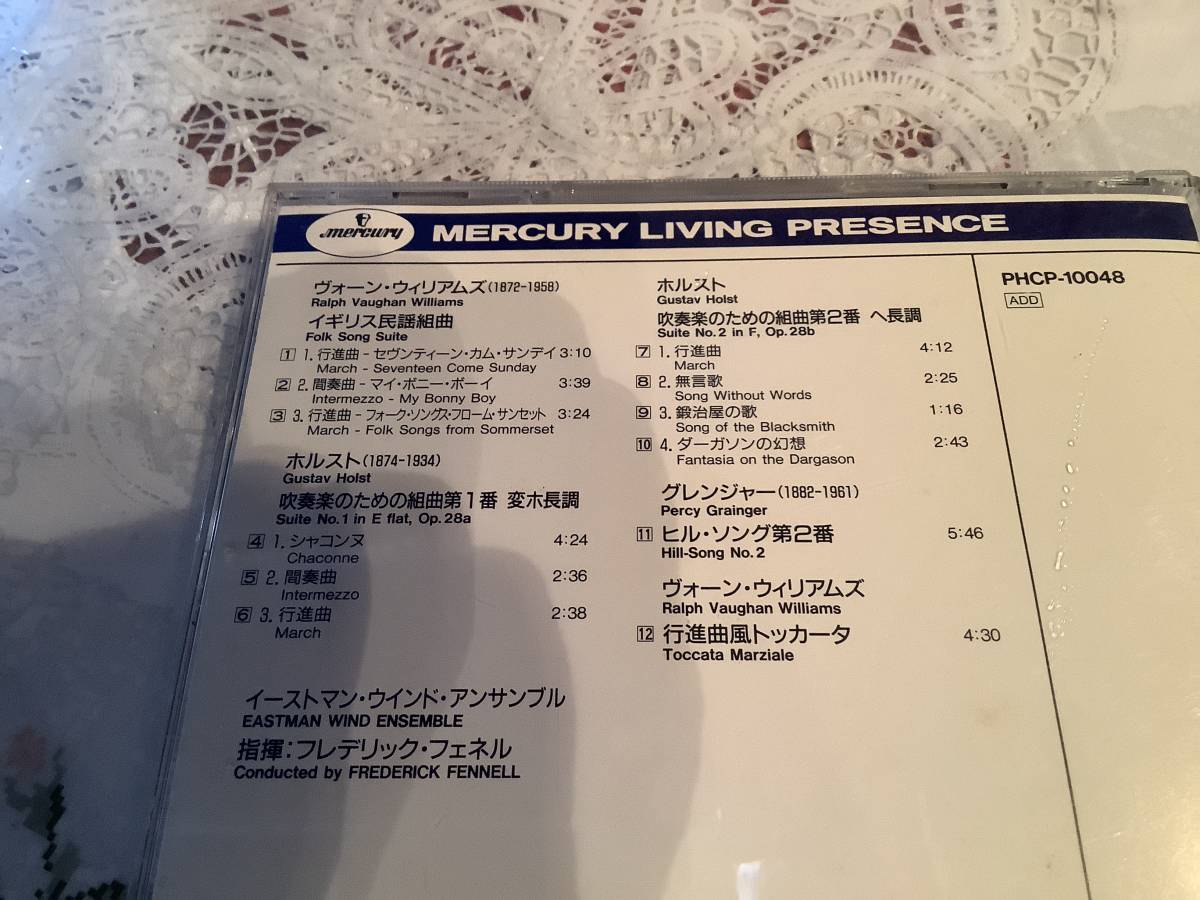 mercury MERCURY LIVING PRESENCE
ヴォーン・ウィリアムズ(1872-1958)
Ralph Vaughan Williams
イギリス民謡組曲
Folk Song Suite
1 1. 行進曲 - セヴンティーン・カム・サンデイ 3:10
March - Seventeen Come Sunday
2 2. 間奏曲 - マイ・ボニー・ボーイ 3:39
Intermezzo - My Bonny Boy
3 3. 行進曲 - フォーク・ソングス・フローム・サンセット 3:24
March - Folk Songs from Sommerset
ホルスト(1874-1934)
Gustav Holst
吹奏楽のための組曲第1番 変ホ長調
Suite No.1 in E flat, Op.28a
4 1. シャコンヌ 4:24
Chaconne
5 2. 間奏曲 2:36
Intermezzo
6 3. 行進曲 2:38
March
イーストマン・ウインド・アンサンブル
EASTMAN WIND ENSEMBLE
指揮:フレデリック・フェネル
Conducted by FREDERICK FENNELL
ホルスト
Gustav Holst
吹奏楽のための組曲第2番 ヘ長調
Suite No.2 in F, Op.28b
7 1. 行進曲 4:12
March
8 2. 無言歌 2:25
Song Without Words
9 3. 鍛治屋の歌 1:16
Song of the Blacksmith
10 4. ダーガソンの幻想 2:43
Fantasia on the Dargason
グレンジャー(1882-1961)
Percy Grainger
11 ヒル・ソング第2番 5:46
Hill-Song No.2
ヴォーン・ウィリアムズ
Ralph Vaughan Williams
12 行進曲風トッカータ 4:30
Toccata Marziale
PHCP-10048
ADD